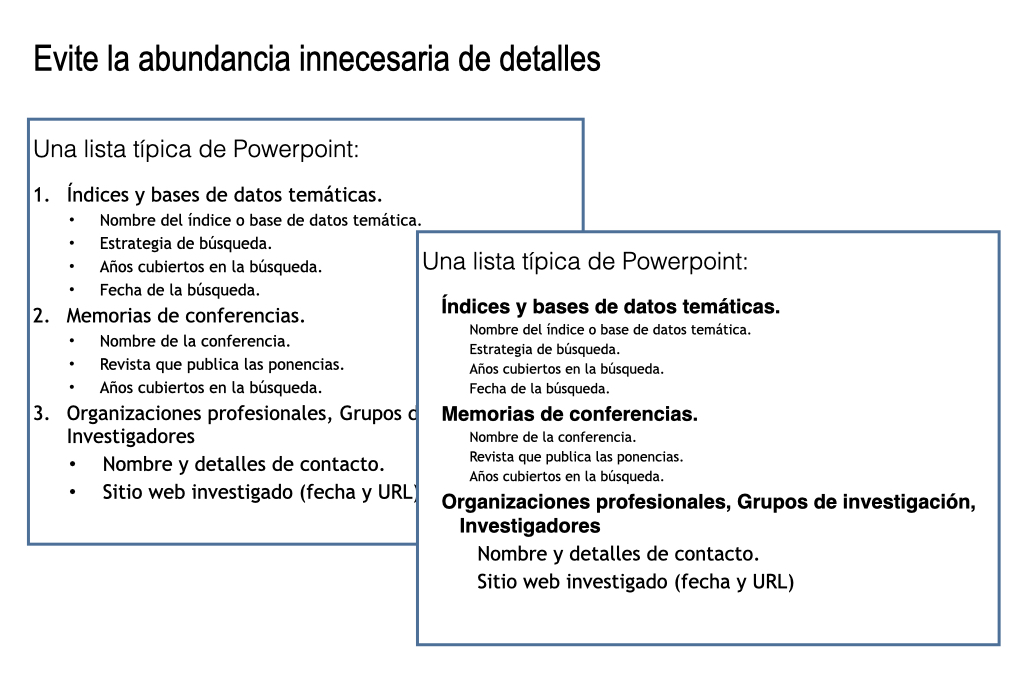 Evite la abundancia innecesaria de detalles
Una lista típica de Powerpoint:
1. Índices y bases de datos temáticas.
• Nombre del índice o base de datos temática.
• Estrategia de búsqueda.
• Años cubiertos en la búsqueda.
• Fecha de la búsqueda.
2. Memorias de conferencias.
• Nombre de la conferencia.
• Revista que publica las ponencias.
• Años cubiertos en la búsqueda.
3. Organizaciones profesionales, Grupos
Investigadores
• Nombre y detalles de contacto.
• Sitio web investigado (fecha y URL)
Una lista típica de Powerpoint:
Índices y bases de datos temáticas.
Nombre del índice o base de datos temática.
Estrategia de búsqueda.
Años cubiertos en la búsqueda.
Fecha de la búsqueda.
Memorias de conferencias.
Nombre de la conferencia.
Revista que publica las ponencias.
Años cubiertos en la búsqueda.
Organizaciones profesionales, Grupos de investigación,
Investigadores
Nombre y detalles de contacto.
Sitio web investigado (fecha y URL)